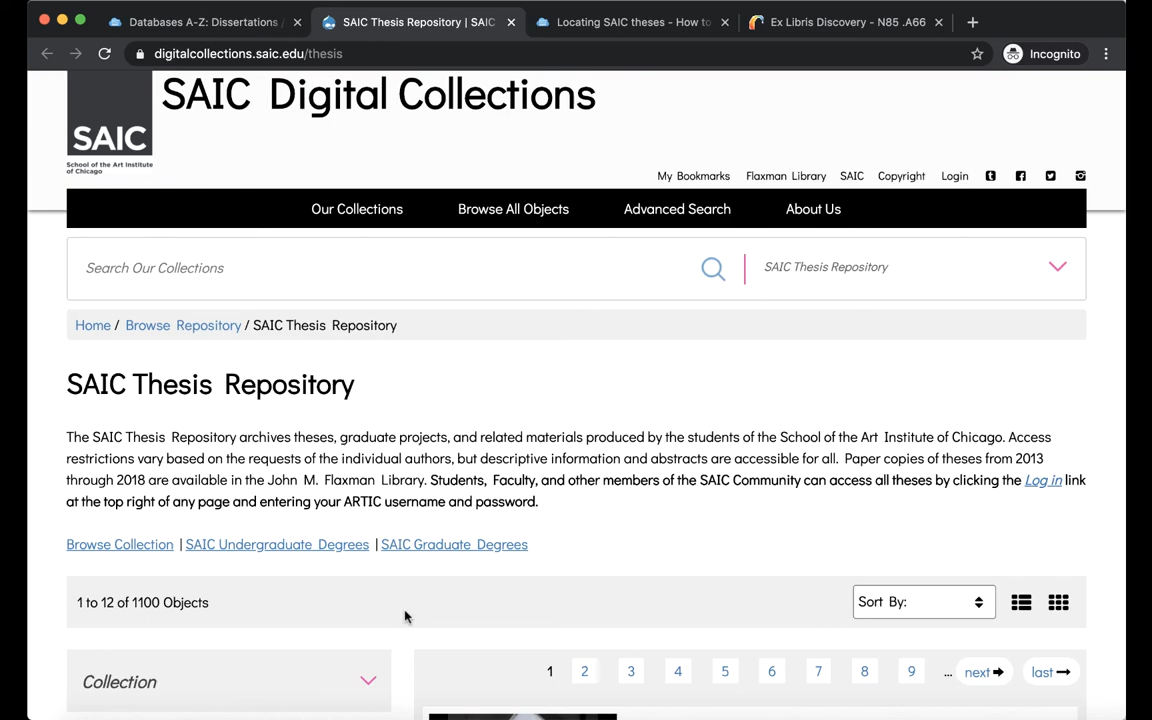 Databases A-Z: Dissertations
SAIC Thesis Repository | SAIC
Locating SAIC theses - How to
Ex Libris Discovery - N85 .A66
digitalcollections.saic.edu/thesis
Incognito
SAIC Digital Collections
SAIC
School of the Art Institute
of Chicago
My Bookmarks Flaxman Library SAIC Copyright Login
Our Collections Browse All Objects Advanced Search About Us
Search Our Collections
SAIC Thesis Repository
Home / Browse Repository / SAIC Thesis Repository
SAIC Thesis Repository
The SAIC Thesis Repository archives theses, graduate projects, and related materials produced by the students of the School of the Art Institute of Chicago. Access
restrictions vary based on the requests of the individual authors, but descriptive information and abstracts are accessible for all. Paper copies of theses from 2013
through 2018 are available in the John M. Flaxman Library. Students, Faculty, and other members of the SAIC Community can access all theses by clicking the Log in link
at the top right of any page and entering your ARTIC username and password.
Browse Collection | SAIC Undergraduate Degrees | SAIC Graduate Degrees
1 to 12 of 1100 Objects
Sort By:
Collection
1 2 3 4 5 6 7 8 9 ... next last